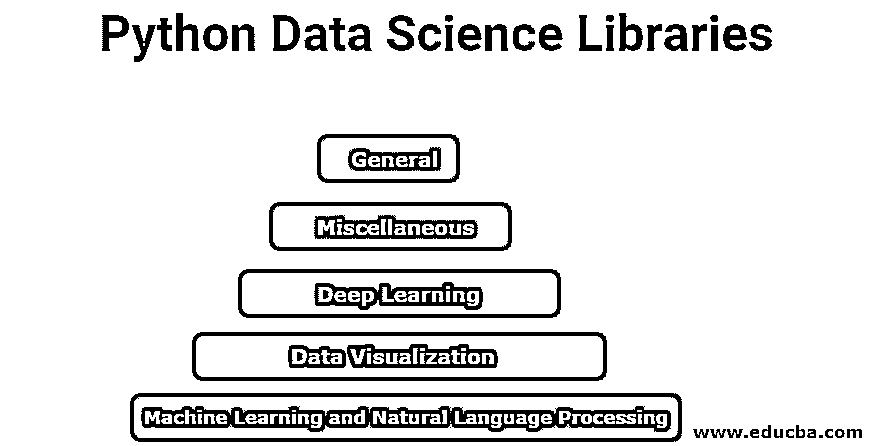 Python Data Science Libraries
General
Miscellaneous
Deep Learning
Data Visualization
Machine Learning and Natural Language Processing
www.educba.com